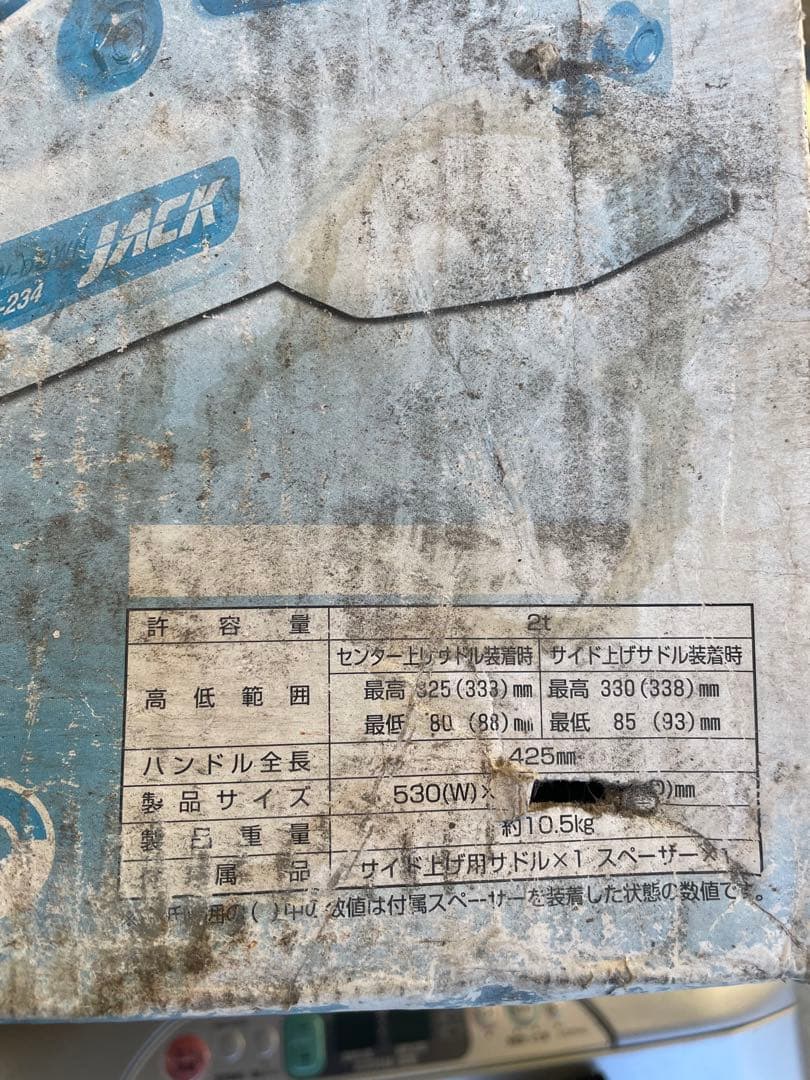 JACK
-234
許容量 2t
高低範囲 センター上げサドル装着時 サイド上げサドル装着時
最高 325(333)mm 最高 330(338)mm
最低 80(88)mm 最低 85(93)mm
ハンドル全長 425mm
製品サイズ 530(W)× )mm
製品重量 約10.5kg
属品 サイド上げ用サドル×1 スペーサー×1
( )中の数値は付属スペーサーを装着した状態の数値です。